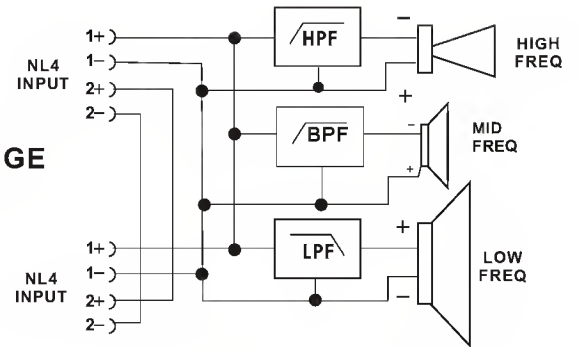 1+
1−
NL4
INPUT
2+
2−
GE
HPF
−
+
HIGH
FREQ
BPF
−
+
MID
FREQ
1+
1−
NL4
INPUT
2+
2−
LPF
+
−
LOW
FREQ